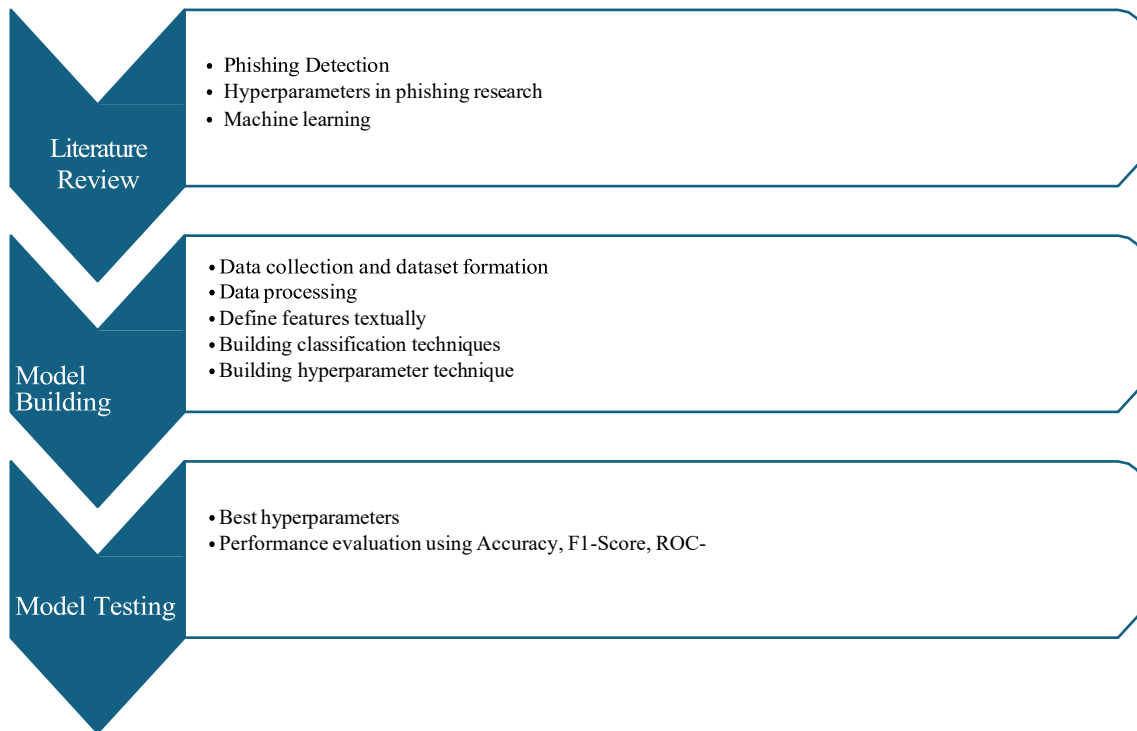 Literature
Review
• Phishing Detection
• Hyperparameters in phishing research
• Machine learning
Model
Building
• Data collection and dataset formation
• Data processing
• Define features textually
• Building classification techniques
• Building hyperparameter technique
Model Testing
• Best hyperparameters
• Performance evaluation using Accuracy, F1-Score, ROC-